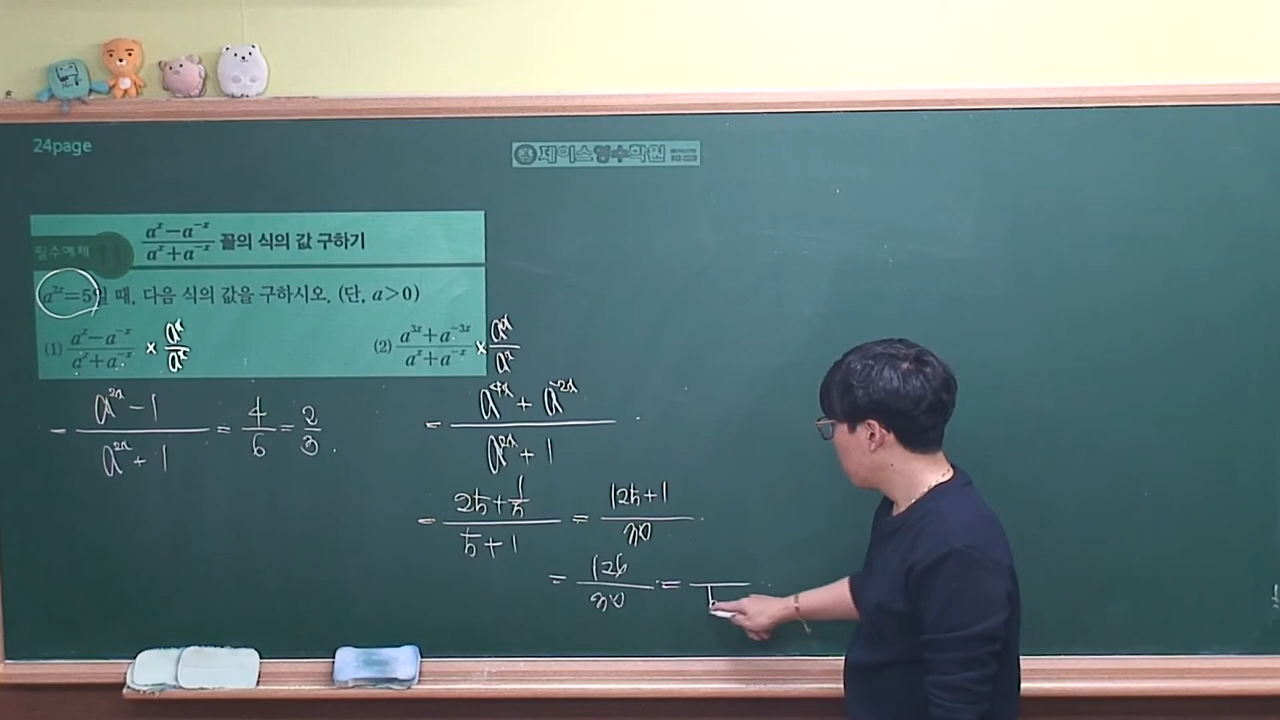 24page
제이스영수학원
필수예제
(a^x-a^-x)/(a^x+a^-x) 꼴의 식의 값 구하기
a^2x=5일 때, 다음 식의 값을 구하시오. (단, a>0)
(1) (a^x-a^-x)/(a^x+a^-x) × a^x/a^x
(2) (a^3x+a^-3x)/(a^x+a^-x) × a^x/a^x
= (a^2x-1)/(a^2x+1) = 4/6 = 2/3.
= (a^4x+a^-2x)/(a^2x+1)
= (25+1/5)/(5+1) = (125+1)/30
= 126/30 =